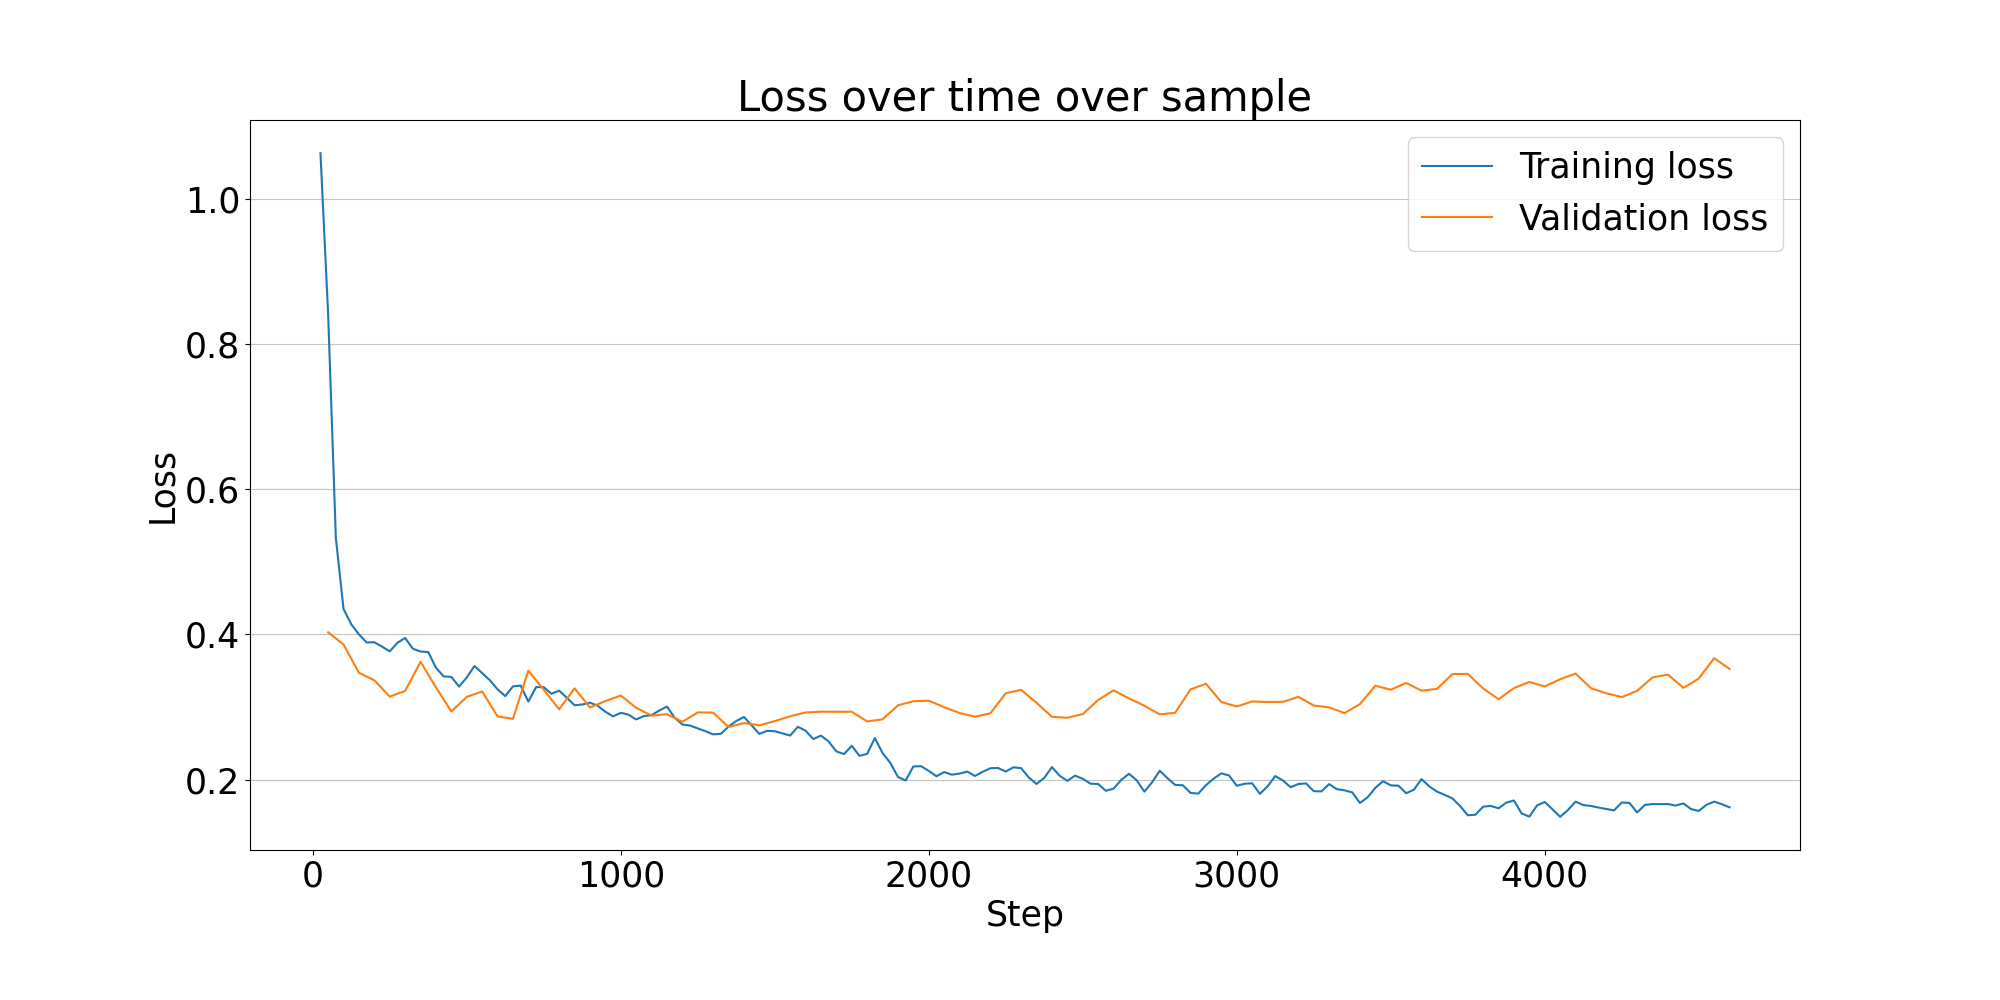 Loss over time over sample
Training loss
Validation loss
1.0
0.8
0.6
0.4
0.2
Loss
0 1000 2000 3000 4000
Step